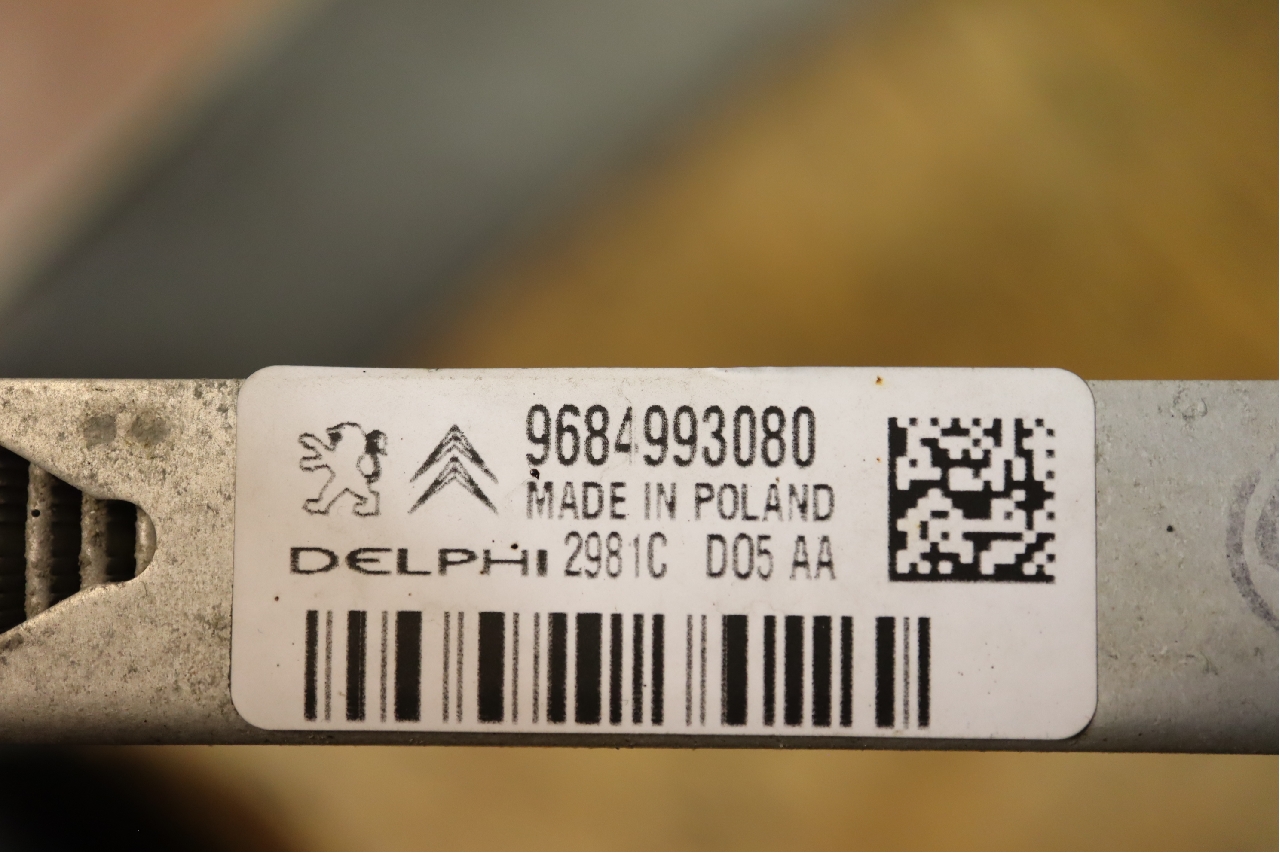 9684993080
MADE IN POLAND
DELPHI 2981C D05 AA